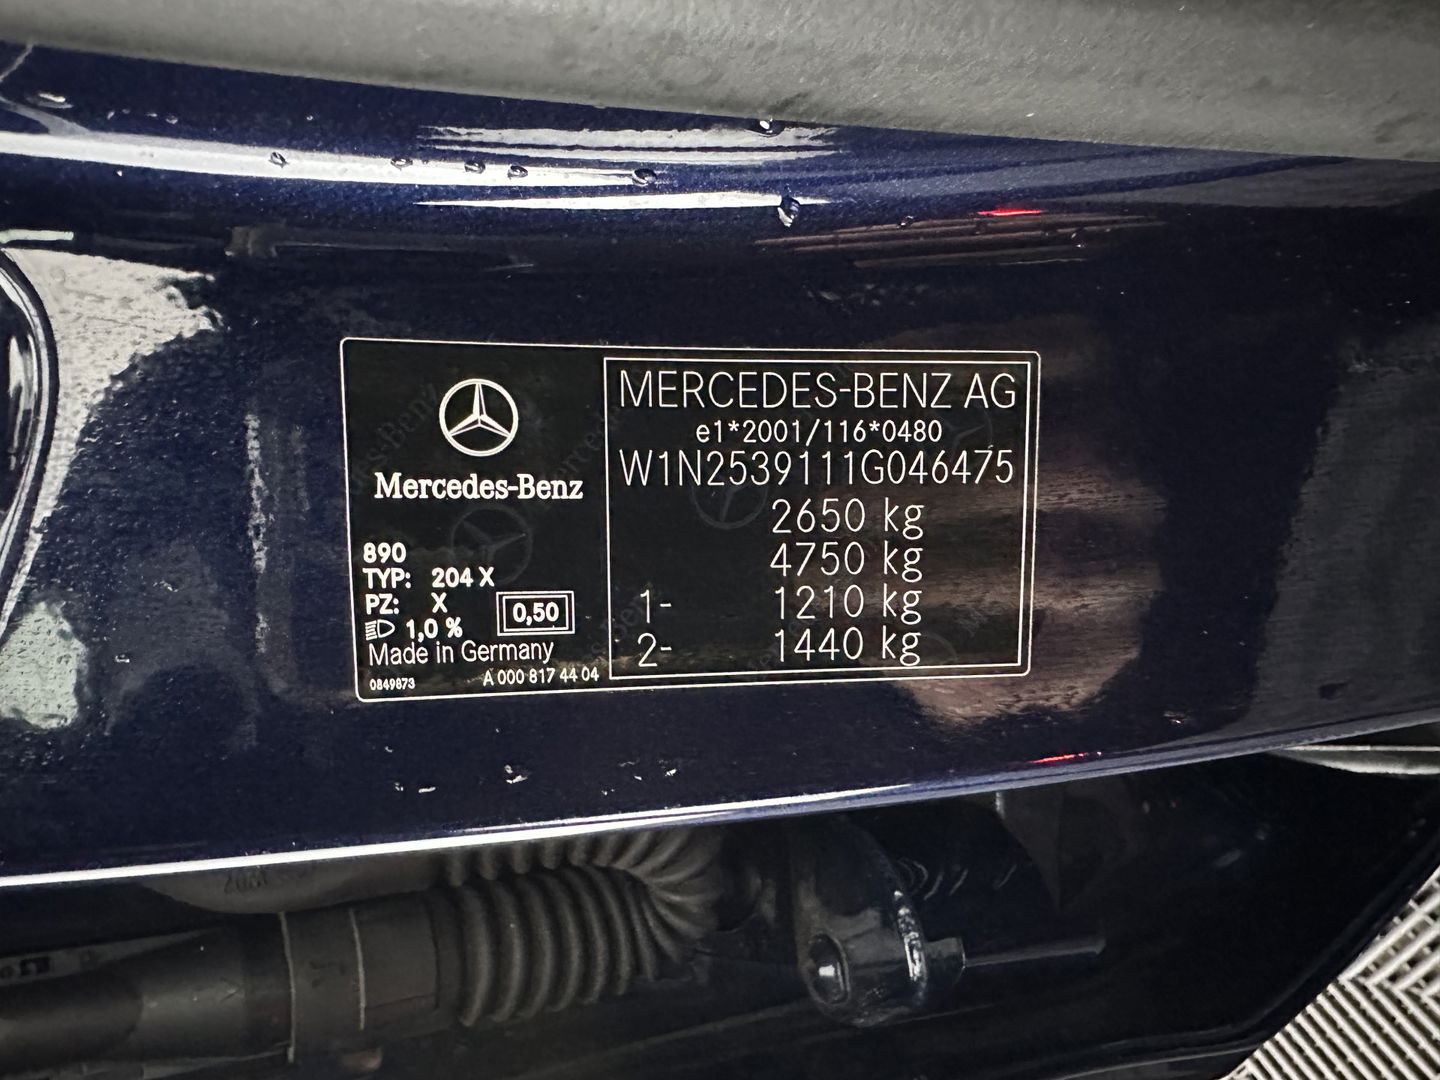 Mercedes-Benz
890
TYP: 204 X
PZ: X
1,0 %
0,50
Made in Germany
0849873
A 000 817 44 04
MERCEDES-BENZ AG
e1*2001/116*0480
W1N2539111G046475
2650 kg
4750 kg
1- 1210 kg
2- 1440 kg